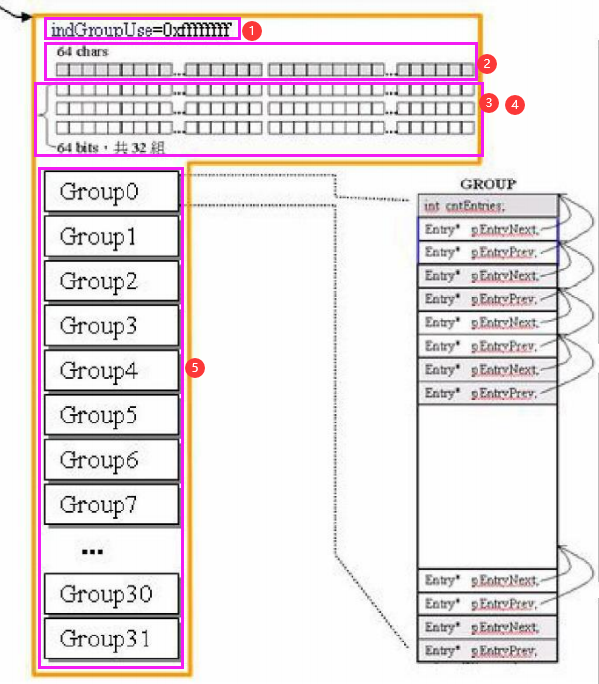 indGroupUse=0xffffffff
1
64 chars
... ...
2
... ...
3
4
... ...
... ...
64 bits，共 32 組
Group0
Group1
Group2
Group3
Group4
5
Group5
Group6
Group7
...
Group30
Group31
GROUP
int cntEntries;
Entry* pEntryNext;
Entry* pEntryPrev;
Entry* pEntryNext;
Entry* pEntryPrev;
Entry* pEntryNext;
Entry* pEntryPrev;
Entry* pEntryNext;
Entry* pEntryPrev;
Entry* pEntryNext;
Entry* pEntryPrev;
Entry* pEntryNext;
Entry* pEntryPrev;